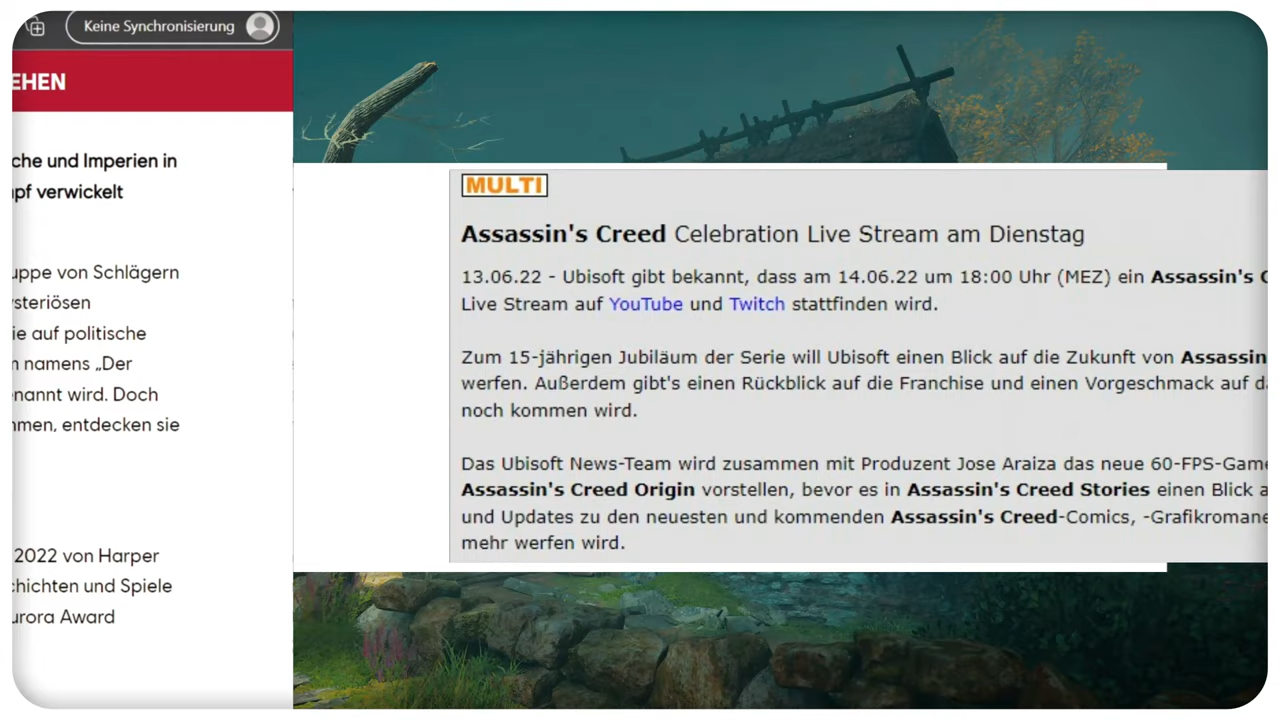 Keine Synchronisierung
EHEN
che und Imperien in
pf verwickelt
uppe von Schlägern
ysteriösen
ie auf politische
n namens „Der
nannt wird. Doch
mmen, entdecken sie
2022 von Harper
chichten und Spiele
urora Award
MULTI
Assassin's Creed Celebration Live Stream am Dienstag
13.06.22 - Ubisoft gibt bekannt, dass am 14.06.22 um 18:00 Uhr (MEZ) ein Assassin's C
Live Stream auf YouTube und Twitch stattfinden wird.
Zum 15-jährigen Jubiläum der Serie will Ubisoft einen Blick auf die Zukunft von Assassin
werfen. Außerdem gibt's einen Rückblick auf die Franchise und einen Vorgeschmack auf da
noch kommen wird.
Das Ubisoft News-Team wird zusammen mit Produzent Jose Araiza das neue 60-FPS-Game
Assassin's Creed Origin vorstellen, bevor es in Assassin's Creed Stories einen Blick a
und Updates zu den neuesten und kommenden Assassin's Creed-Comics, -Grafikromane
mehr werfen wird.